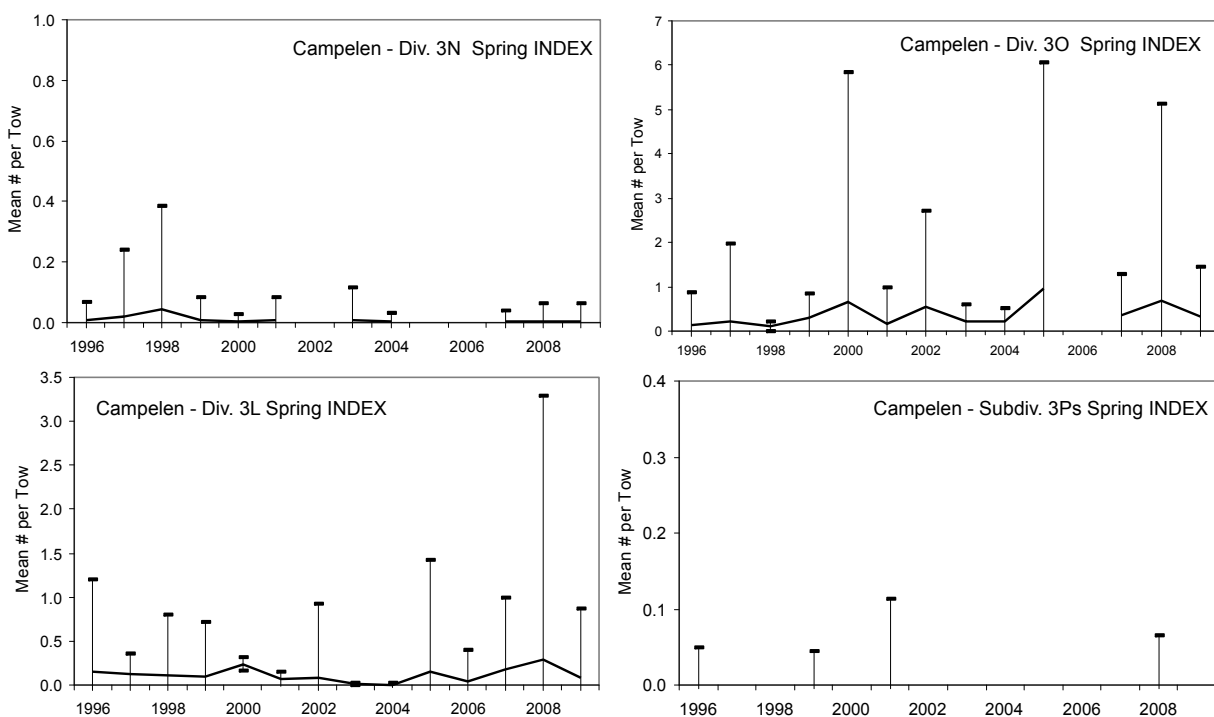 Campelen - Div. 3N Spring INDEX
Mean # per Tow
1.0
0.8
0.6
0.4
0.2
0.0
1996 1998 2000 2002 2004 2006 2008
Campelen - Div. 3O Spring INDEX
Mean # per Tow
7
6
5
4
3
2
1
0
1996 1998 2000 2002 2004 2006 2008
Campelen - Div. 3L Spring INDEX
Mean # per Tow
3.5
3.0
2.5
2.0
1.5
1.0
0.5
0.0
1996 1998 2000 2002 2004 2006 2008
Campelen - Subdiv. 3Ps Spring INDEX
Mean # per Tow
0.4
0.3
0.2
0.1
0.0
1996 1998 2000 2002 2004 2006 2008